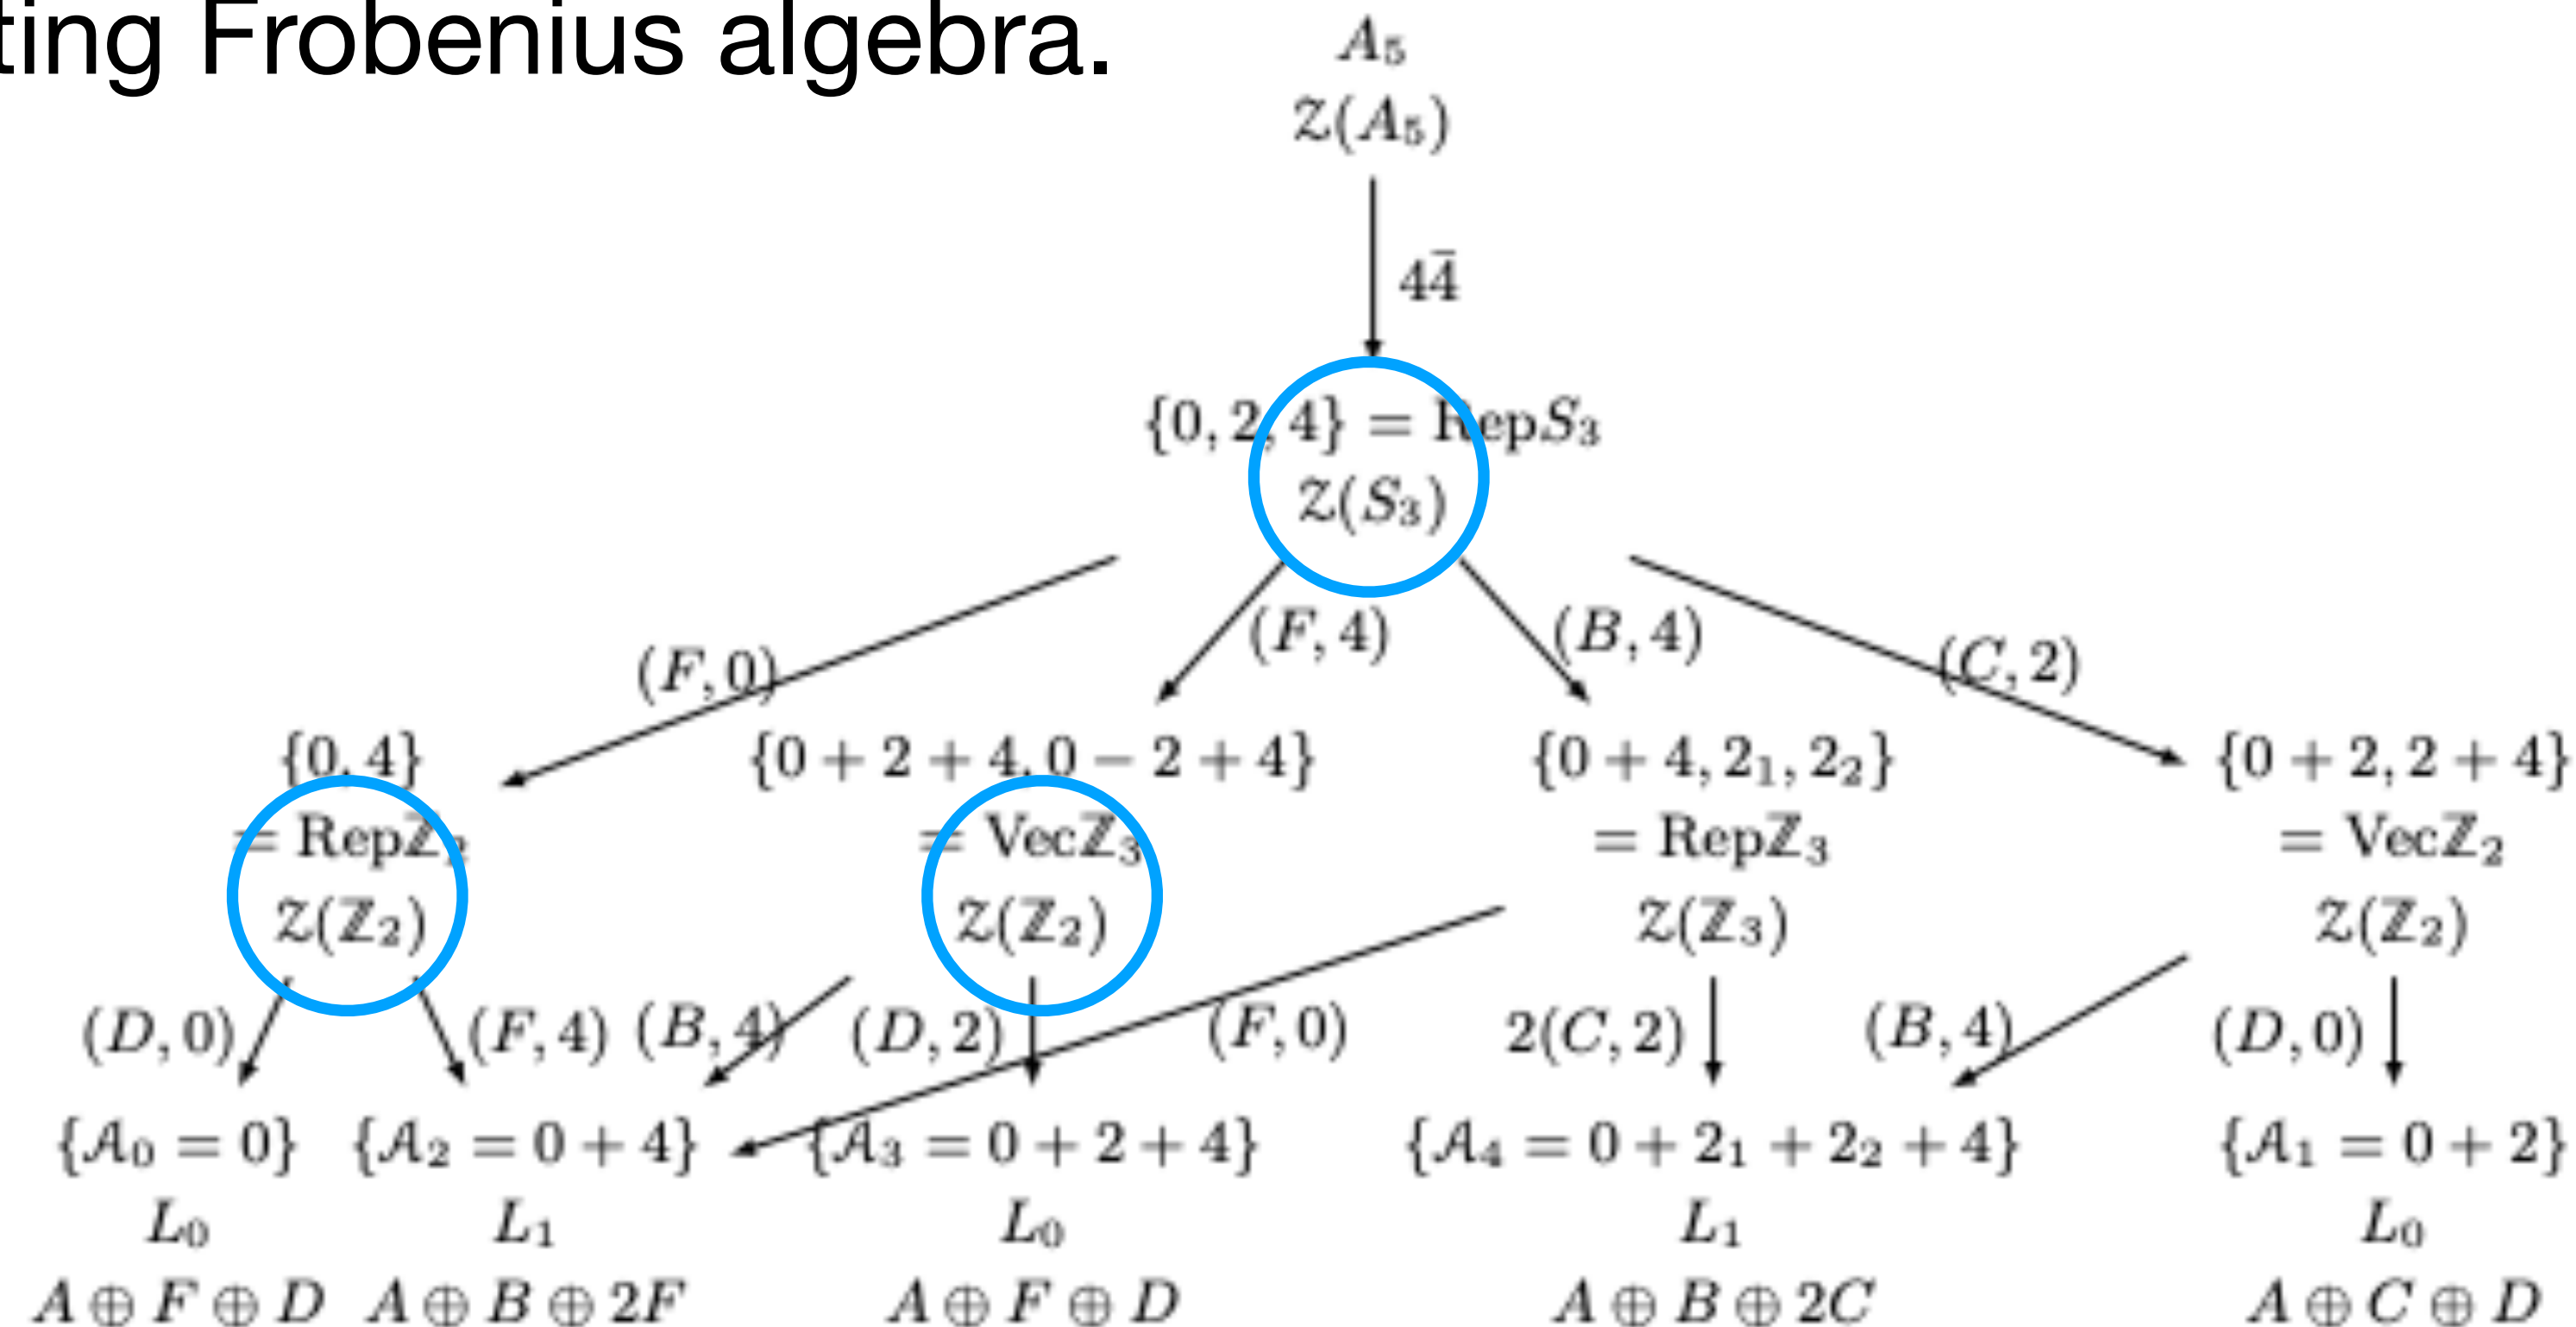 ting Frobenius algebra.
A₅
𝒵(A₅)
44̄
{0, 2, 4} = RepS₃
𝒵(S₃)
(F, 0) (F, 4) (B, 4) (C, 2)
{0, 4} {0 + 2 + 4, 0 − 2 + 4} {0 + 4, 2₁, 2₂} {0 + 2, 2 + 4}
= Repℤ₂ = Vecℤ₃ = Repℤ₃ = Vecℤ₂
𝒵(ℤ₂) 𝒵(ℤ₂) 𝒵(ℤ₃) 𝒵(ℤ₂)
(D, 0) (F, 4) (B, 4) (D, 2) (F, 0) 2(C, 2) (B, 4) (D, 0)
{𝒜₀ = 0} {𝒜₂ = 0 + 4} {𝒜₃ = 0 + 2 + 4} {𝒜₄ = 0 + 2₁ + 2₂ + 4} {𝒜₁ = 0 + 2}
L₀ L₁ L₀ L₁ L₀
A ⊕ F ⊕ D A ⊕ B ⊕ 2F A ⊕ F ⊕ D A ⊕ B ⊕ 2C A ⊕ C ⊕ D